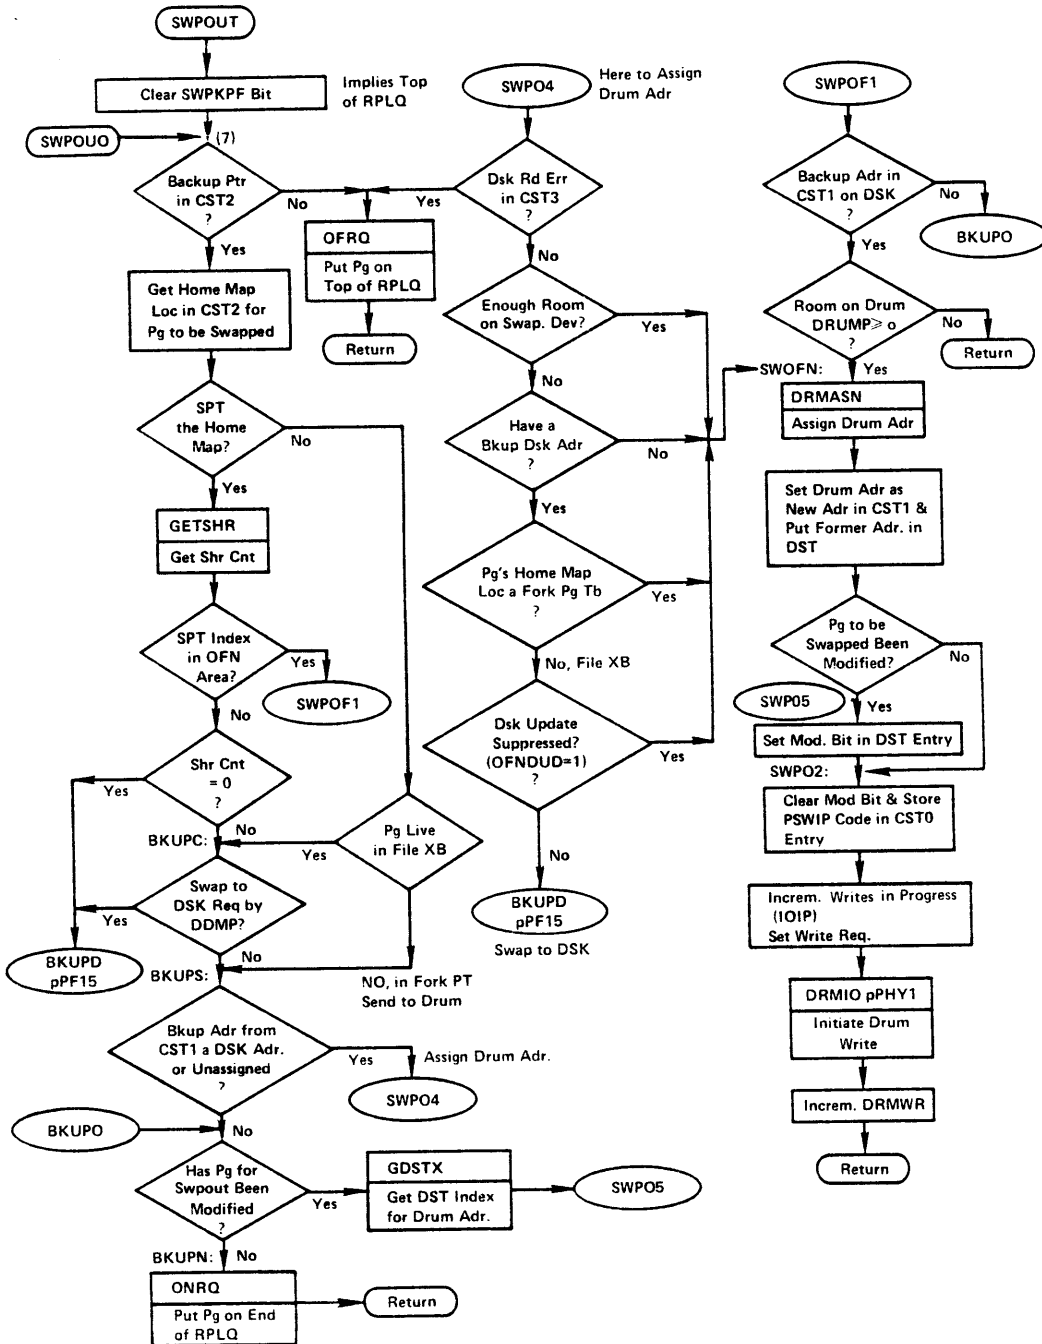 SWPOUT
Clear SWPKPF Bit
Implies Top
of RPLQ
SWPOUO
(7)
Backup Ptr
in CST2
?
No
Yes
Get Home Map
Loc in CST2 for
Pg to be Swapped
SPT
the Home
Map?
No
Yes
GETSHR
Get Shr Cnt
SPT Index
in OFN
Area?
Yes
SWPOF1
No
Shr Cnt
= 0
?
Yes
BKUPC:
No
Swap to
DSK Req by
DDMP?
Yes
BKUPD
pPF15
BKUPS:
No
Pg Live
in File XB
Yes
NO, in Fork PT
Send to Drum
Bkup Adr from
CST1 a DSK Adr.
or Unassigned
?
Yes
Assign Drum Adr.
SWPO4
BKUPO
No
Has Pg for
Swpout Been
Modified
?
Yes
GDSTX
Get DST Index
for Drum Adr.
SWPO5
BKUPN:
No
ONRQ
Put Pg on End
of RPLQ
Return
SWPO4
Here to Assign
Drum Adr
Dsk Rd Err
in CST3
?
Yes
OFRQ
Put Pg on
Top of RPLQ
Return
No
Enough Room
on Swap. Dev?
Yes
No
Have a
Bkup Dsk Adr
?
No
Yes
Pg's Home Map
Loc a Fork Pg Tb
?
Yes
No, File XB
Dsk Update
Suppressed?
(OFNDUD=1)
?
Yes
No
BKUPD
pPF15
Swap to DSK
SWPOF1
Backup Adr in
CST1 on DSK
?
No
BKUPO
Yes
Room on Drum
DRUMP⩾o
?
No
Return
SWOFN:
Yes
DRMASN
Assign Drum Adr
Set Drum Adr as
New Adr in CST1 &
Put Former Adr. in
DST
Pg to be
Swapped Been
Modified?
No
SWP05
Yes
Set Mod. Bit in DST Entry
SWPO2:
Clear Mod Bit & Store
PSWIP Code in CST0
Entry
Increm. Writes in Progress
(IOIP)
Set Write Req.
DRMIO pPHY1
Initiate Drum
Write
Increm. DRMWR
Return